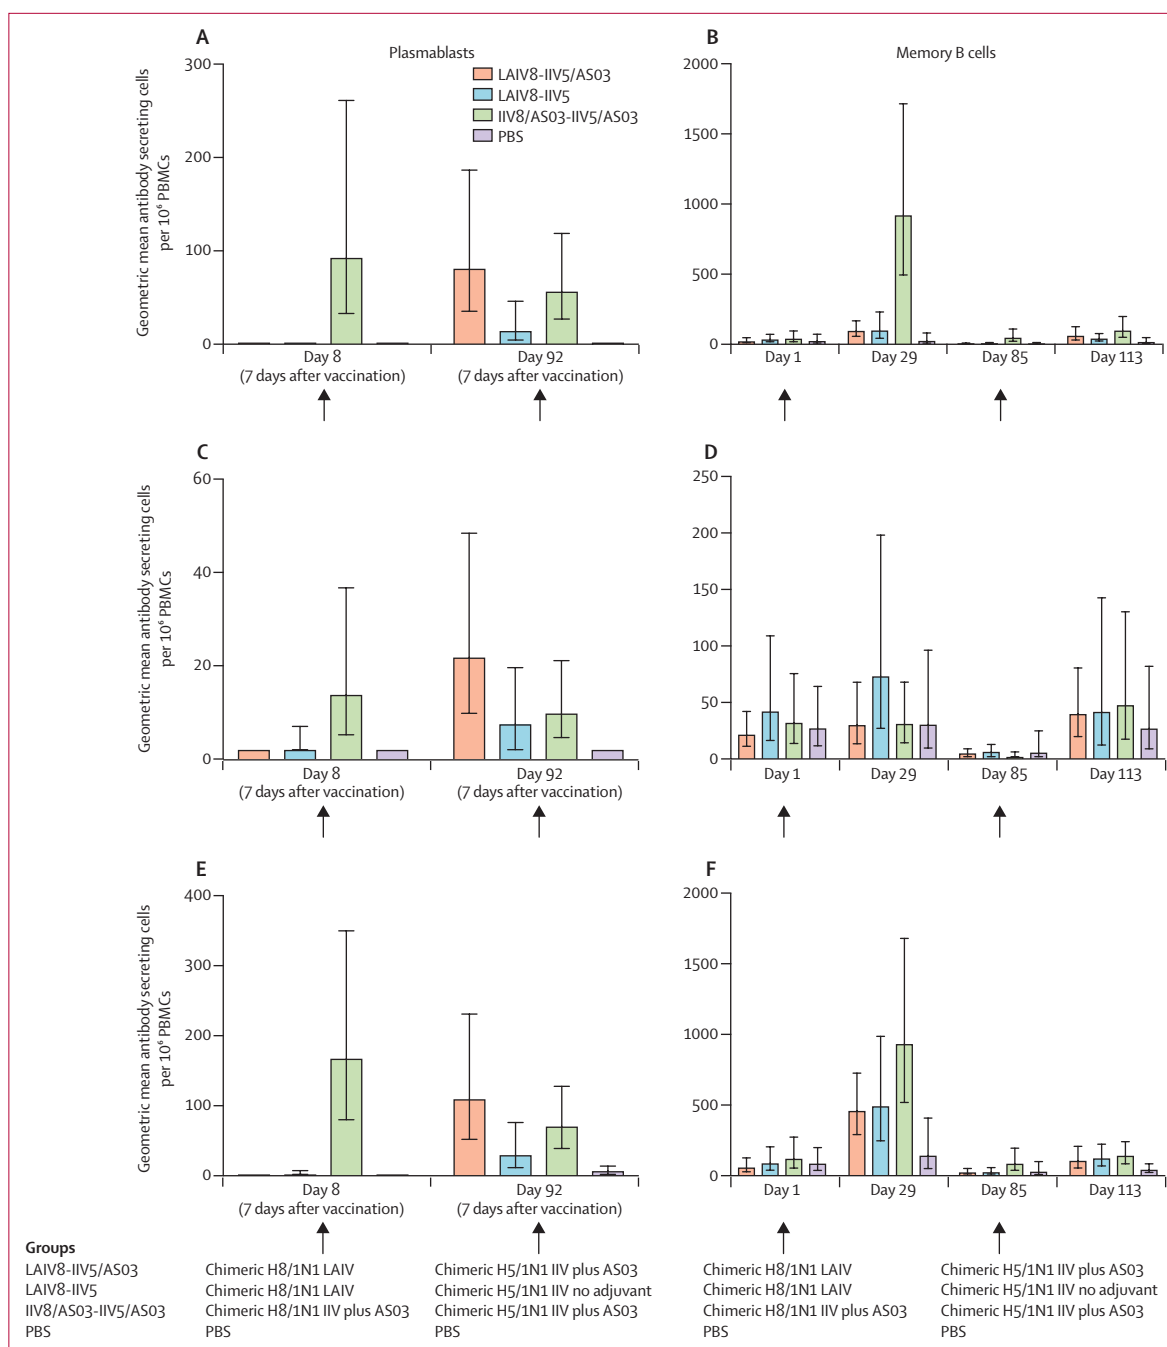 A
Plasmablasts
Geometric mean antibody secreting cells
per 10⁶ PBMCs
300
200
100
0
LAIV8-IIV5/AS03
LAIV8-IIV5
IIV8/AS03-IIV5/AS03
PBS
Day 8
(7 days after vaccination)
Day 92
(7 days after vaccination)
B
Memory B cells
2000
1500
1000
500
0
Day 1
Day 29
Day 85
Day 113
C
Geometric mean antibody secreting cells
per 10⁶ PBMCs
60
40
20
0
Day 8
(7 days after vaccination)
Day 92
(7 days after vaccination)
D
250
200
150
100
50
0
Day 1
Day 29
Day 85
Day 113
E
Geometric mean antibody secreting cells
per 10⁶ PBMCs
400
300
200
100
0
Day 8
(7 days after vaccination)
Day 92
(7 days after vaccination)
F
2000
1500
1000
500
0
Day 1
Day 29
Day 85
Day 113
Groups
LAIV8-IIV5/AS03 Chimeric H8/1N1 LAIV Chimeric H5/1N1 IIV plus AS03 Chimeric H8/1N1 LAIV Chimeric H5/1N1 IIV plus AS03
LAIV8-IIV5 Chimeric H8/1N1 LAIV Chimeric H5/1N1 IIV no adjuvant Chimeric H8/1N1 LAIV Chimeric H5/1N1 IIV no adjuvant
IIV8/AS03-IIV5/AS03 Chimeric H8/1N1 IIV plus AS03 Chimeric H5/1N1 IIV plus AS03 Chimeric H8/1N1 IIV plus AS03 Chimeric H5/1N1 IIV plus AS03
PBS PBS PBS PBS PBS